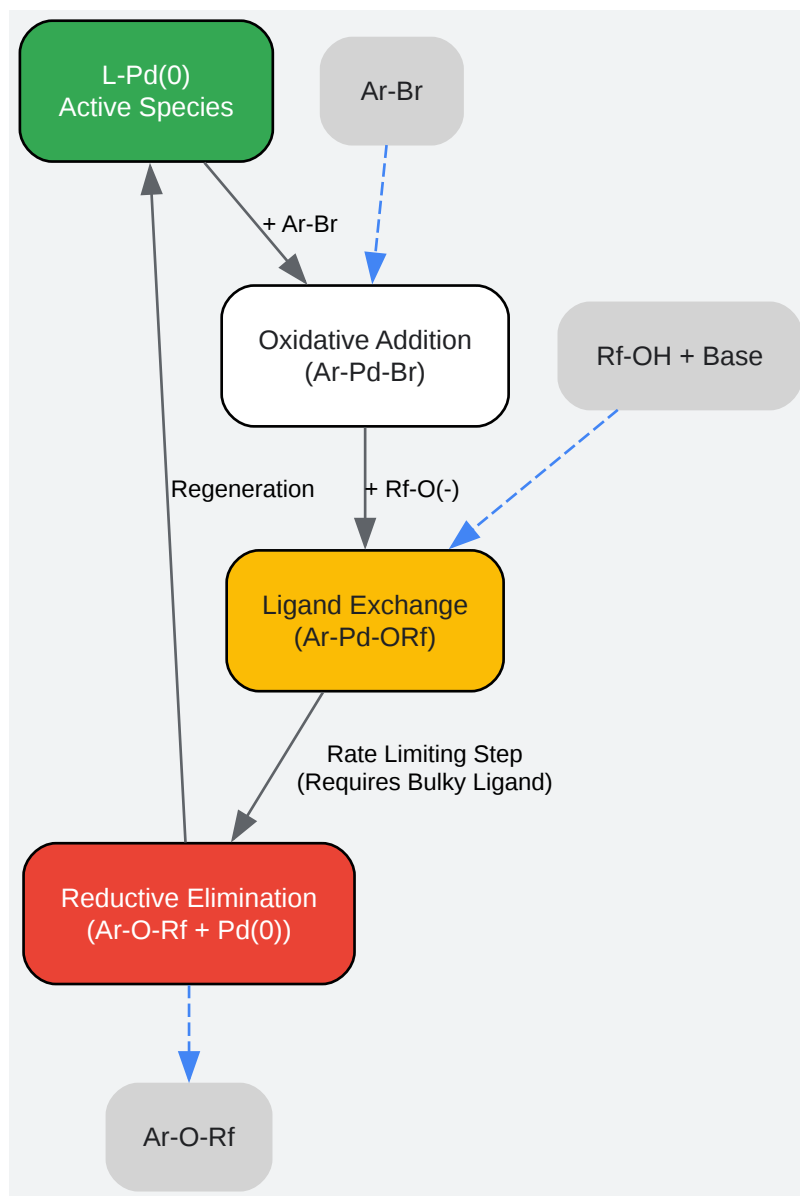 L-Pd(0)
Active Species
Ar-Br
+ Ar-Br
Oxidative Addition
(Ar-Pd-Br)
Rf-OH + Base
Regeneration
+ Rf-O(-)
Ligand Exchange
(Ar-Pd-ORf)
Rate Limiting Step
(Requires Bulky Ligand)
Reductive Elimination
(Ar-O-Rf + Pd(0))
Ar-O-Rf